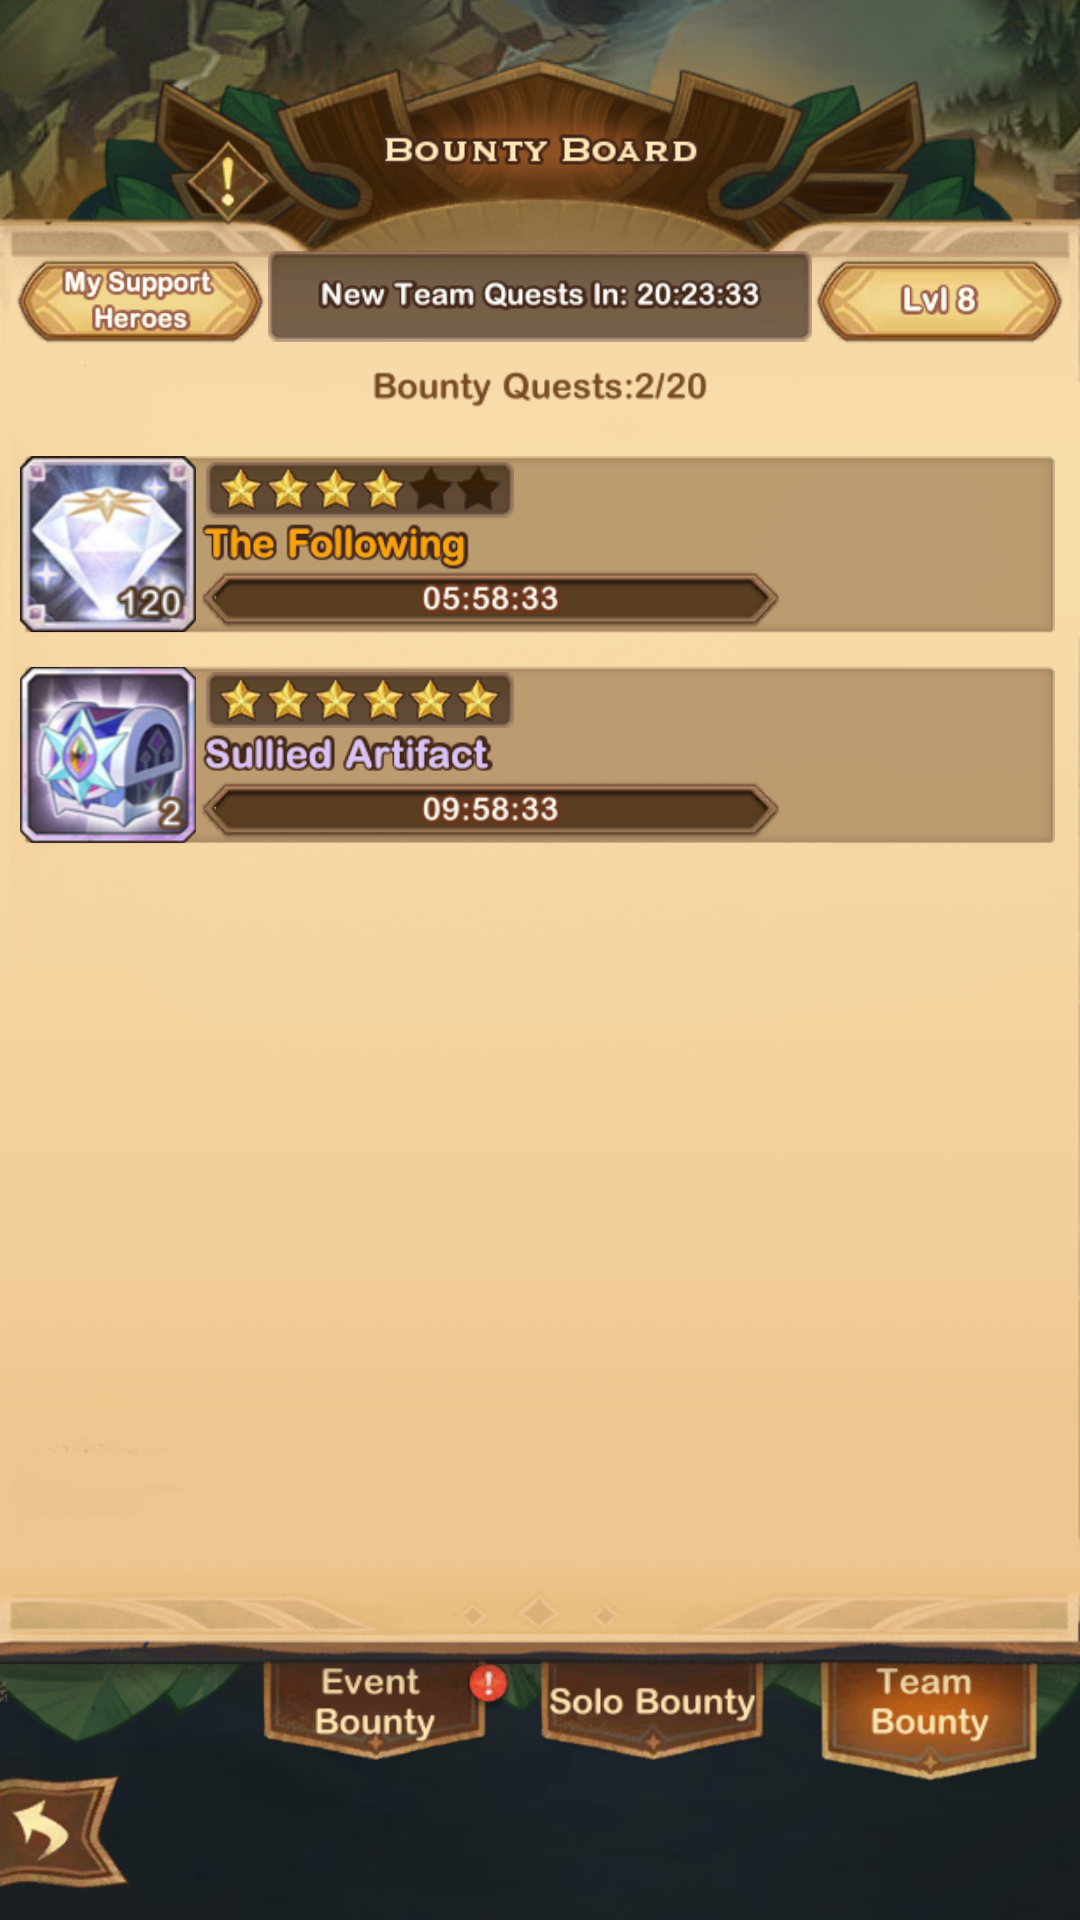 Bounty Board
My Support
Heroes
New Team Quests In: 20:23:33
Lvl 8
Bounty Quests:2/20
120
The Following
05:58:33
2
Sullied Artifact
09:58:33
Event
Bounty
Solo Bounty
Team
Bounty